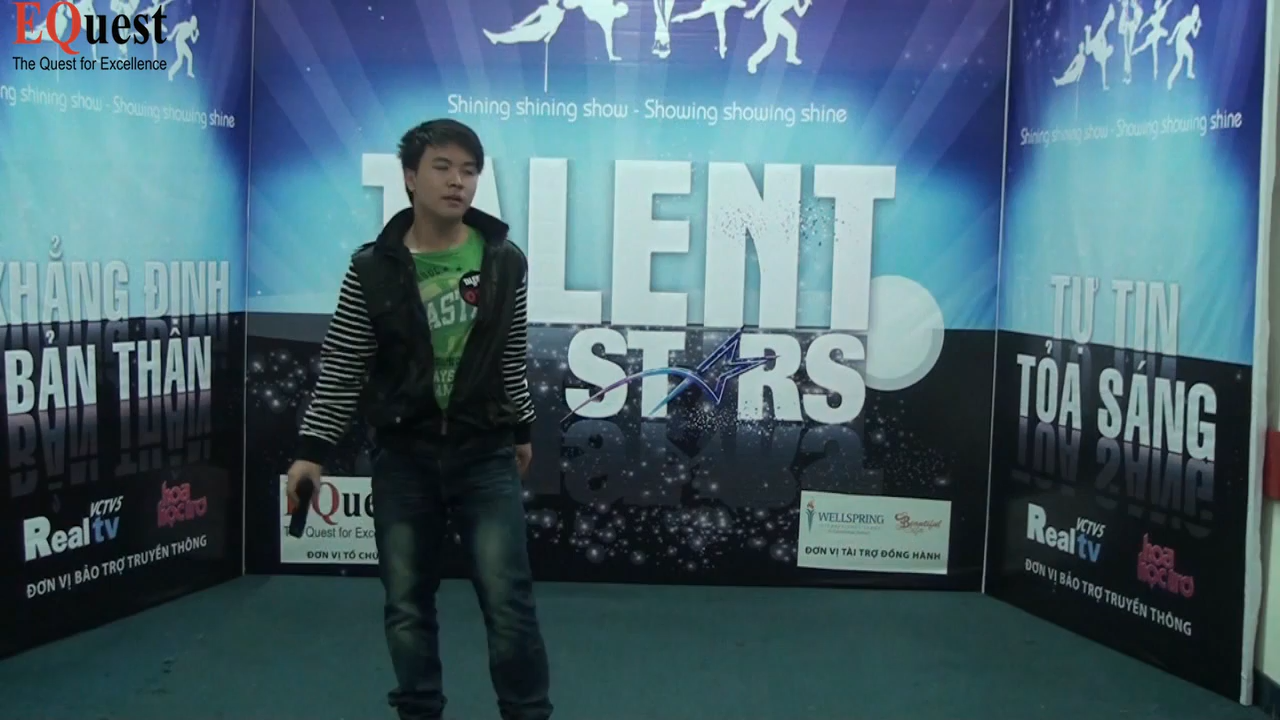 EQuest
The Quest for Excellence
Shining shining show - Showing showing shine
KHẲNG ĐỊNH
BẢN THÂN
Real tv VCTV5
hoa học trò
ĐƠN VỊ BẢO TRỢ TRUYỀN THÔNG
Shining shining show - Showing showing shine
TALENT
STARS
EQuest
The Quest for Exce
ĐƠN VỊ TỔ CHỨ
WELLSPRING
Beautiful
ĐƠN VỊ TÀI TRỢ ĐỒNG HÀNH
Shining shining show - Showing showing shine
TỰ TIN
TỎA SÁNG
Real tv VCTV5
hoa học trò
ĐƠN VỊ BẢO TRỢ TRUYỀN THÔNG